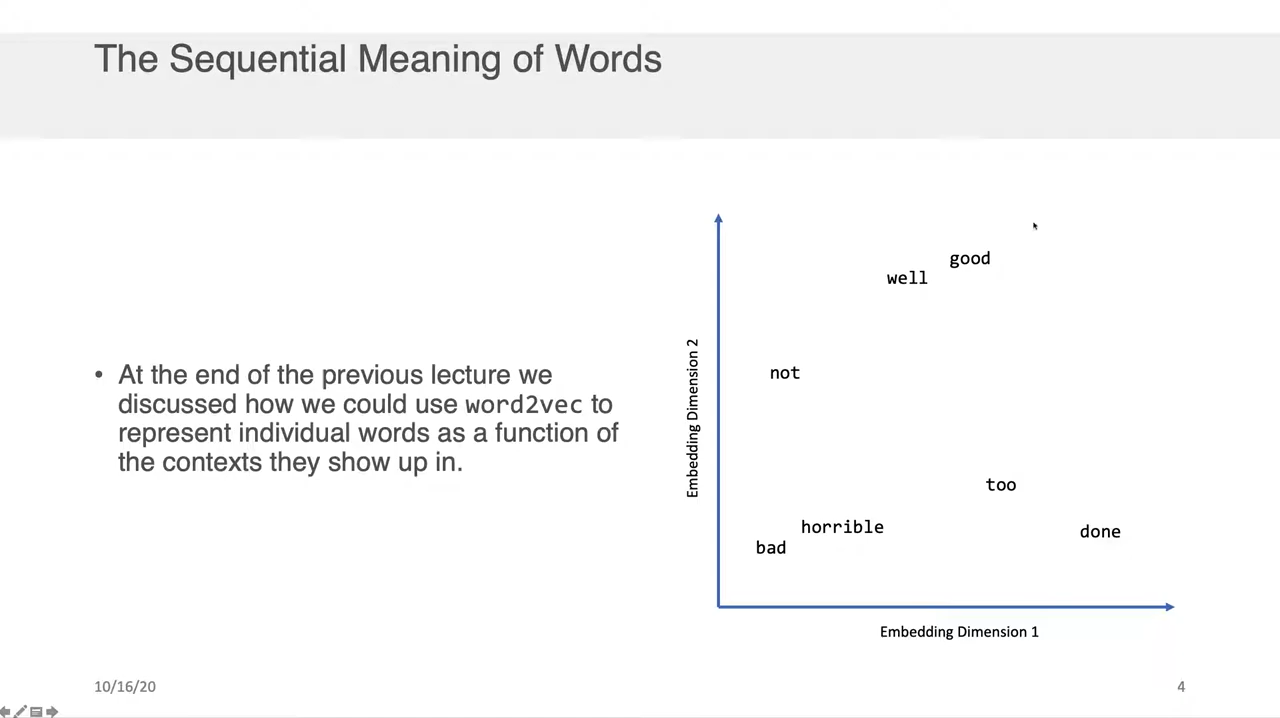 The Sequential Meaning of Words
• At the end of the previous lecture we
discussed how we could use word2vec to
represent individual words as a function of
the contexts they show up in.
good
well
not
too
horrible
done
bad
Embedding Dimension 2
Embedding Dimension 1
10/16/20
4